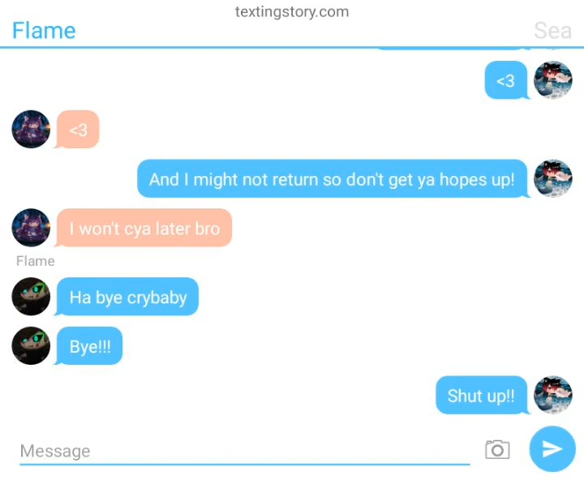 textingstory.com
Flame
Sea
<3
<3
And I might not return so don't get ya hopes up!
I won't cya later bro
Flame
Ha bye crybaby
Bye!!!
Shut up!!
Message